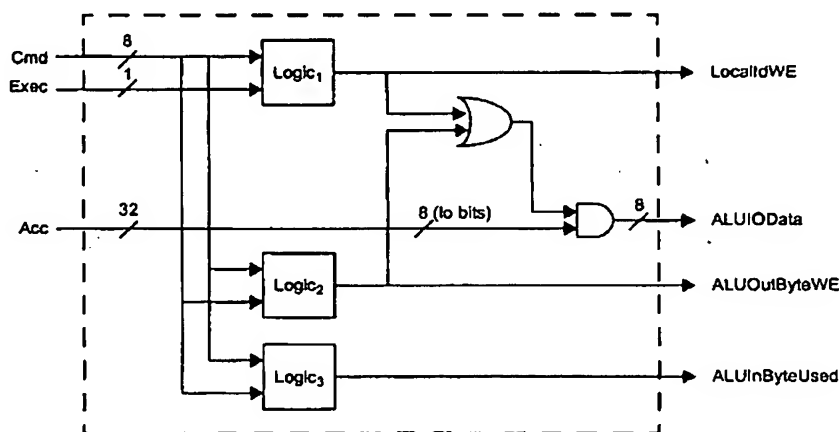 Cmd
8
Exec
1
Logic1
LocalIdWE
Acc
32
8 (lo bits)
8
ALUIOData
Logic2
ALUOutByteWE
Logic3
ALUInByteUsed